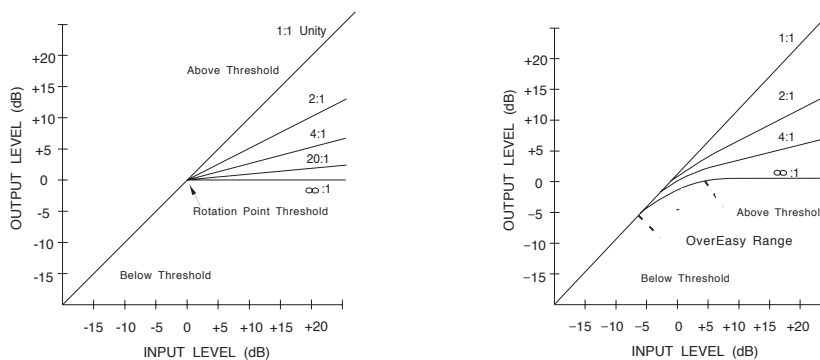 1:1 Unity
+20
Above Threshold
+15
2:1
+10
4:1
+5
20:1
0
∞:1
Rotation Point Threshold
-5
-10
Below Threshold
-15
OUTPUT LEVEL (dB)
-15 -10 -5 0 +5 +10 +15 +20
INPUT LEVEL (dB)
1:1
+20
+15
2:1
+10
4:1
+5
∞:1
0
Above Threshold
−5
OverEasy Range
−10
Below Threshold
-15
OUTPUT LEVEL (dB)
−15 −10 −5 0 +5 +10 +15 +20
INPUT LEVEL (dB)